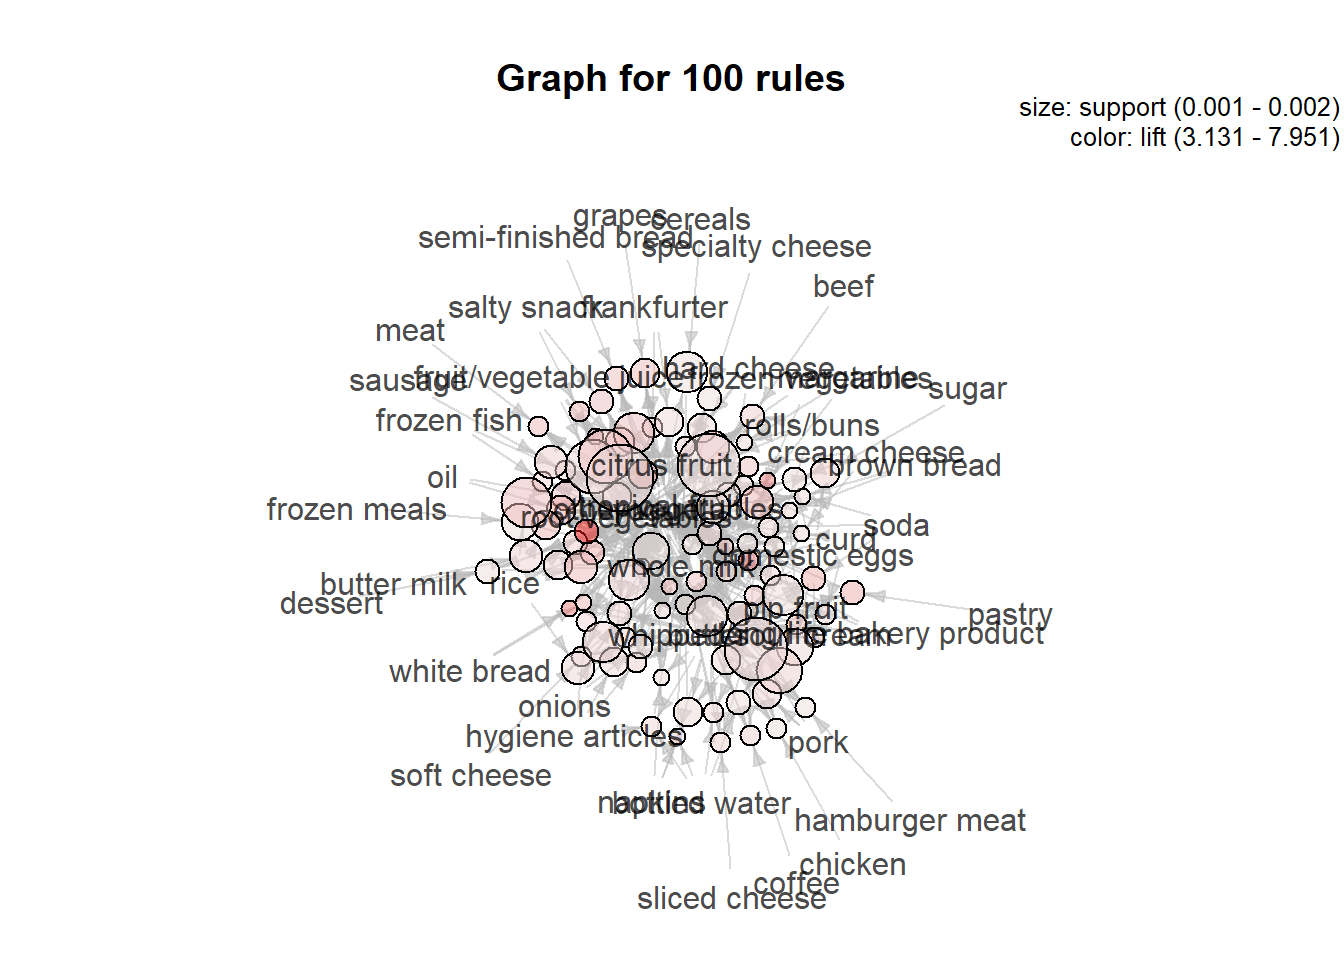 Graph for 100 rules
size: support (0.001 - 0.002)
color: lift (3.131 - 7.951)
grapes
cereals
semi-finished bread
specialty cheese
beef
salty snack
frankfurter
meat
hard cheese
sausage
fruit/vegetable juice
frozen vegetables
margarine
sugar
frozen fish
rolls/buns
cream cheese
citrus fruit
brown bread
oil
frozen meals
tropical fruit
other vegetables
root vegetables
soda
curd
domestic eggs
whole milk
butter milk
rice
dessert
pip fruit
pastry
whipped/sour cream
butter
long life bakery product
white bread
onions
hygiene articles
pork
soft cheese
napkins
bottled water
hamburger meat
chicken
coffee
sliced cheese